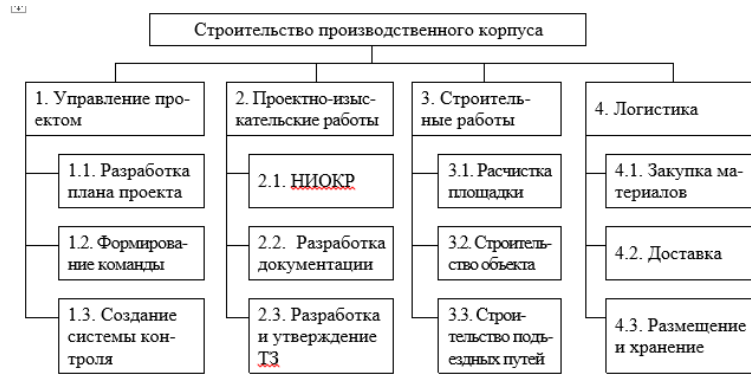 Строительство производственного корпуса
1. Управление про-
ектом
1.1. Разработка
плана проекта
1.2. Формирова-
ние команды
1.3. Создание
системы кон-
троля
2. Проектно-изыс-
кательские работы
2.1. НИОКР
2.2. Разработка
документации
2.3. Разработка
и утверждение
ТЗ
3. Строитель-
ные работы
3.1. Расчистка
площадки
3.2. Строитель-
ство объекта
3.3. Строи-
тельство подъ-
ездных путей
4. Логистика
4.1. Закупка ма-
териалов
4.2. Доставка
4.3. Размещение
и хранение